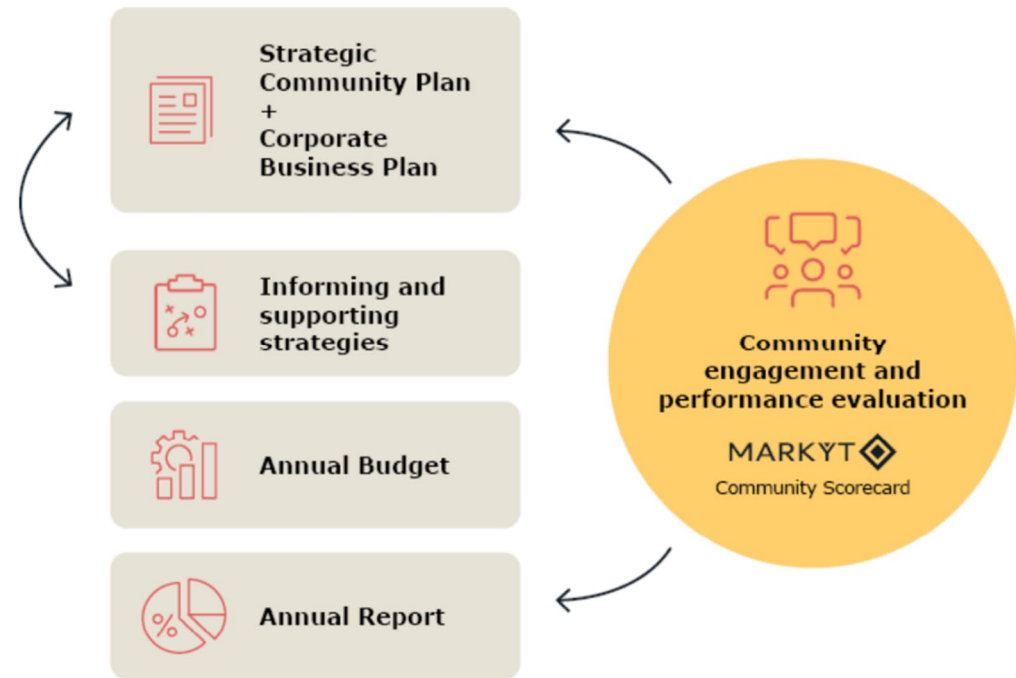 Strategic
Community Plan
+
Corporate
Business Plan
Informing and
supporting
strategies
Annual Budget
%
Annual Report
Community
engagement and
performance evaluation
MARKYT
Community Scorecard